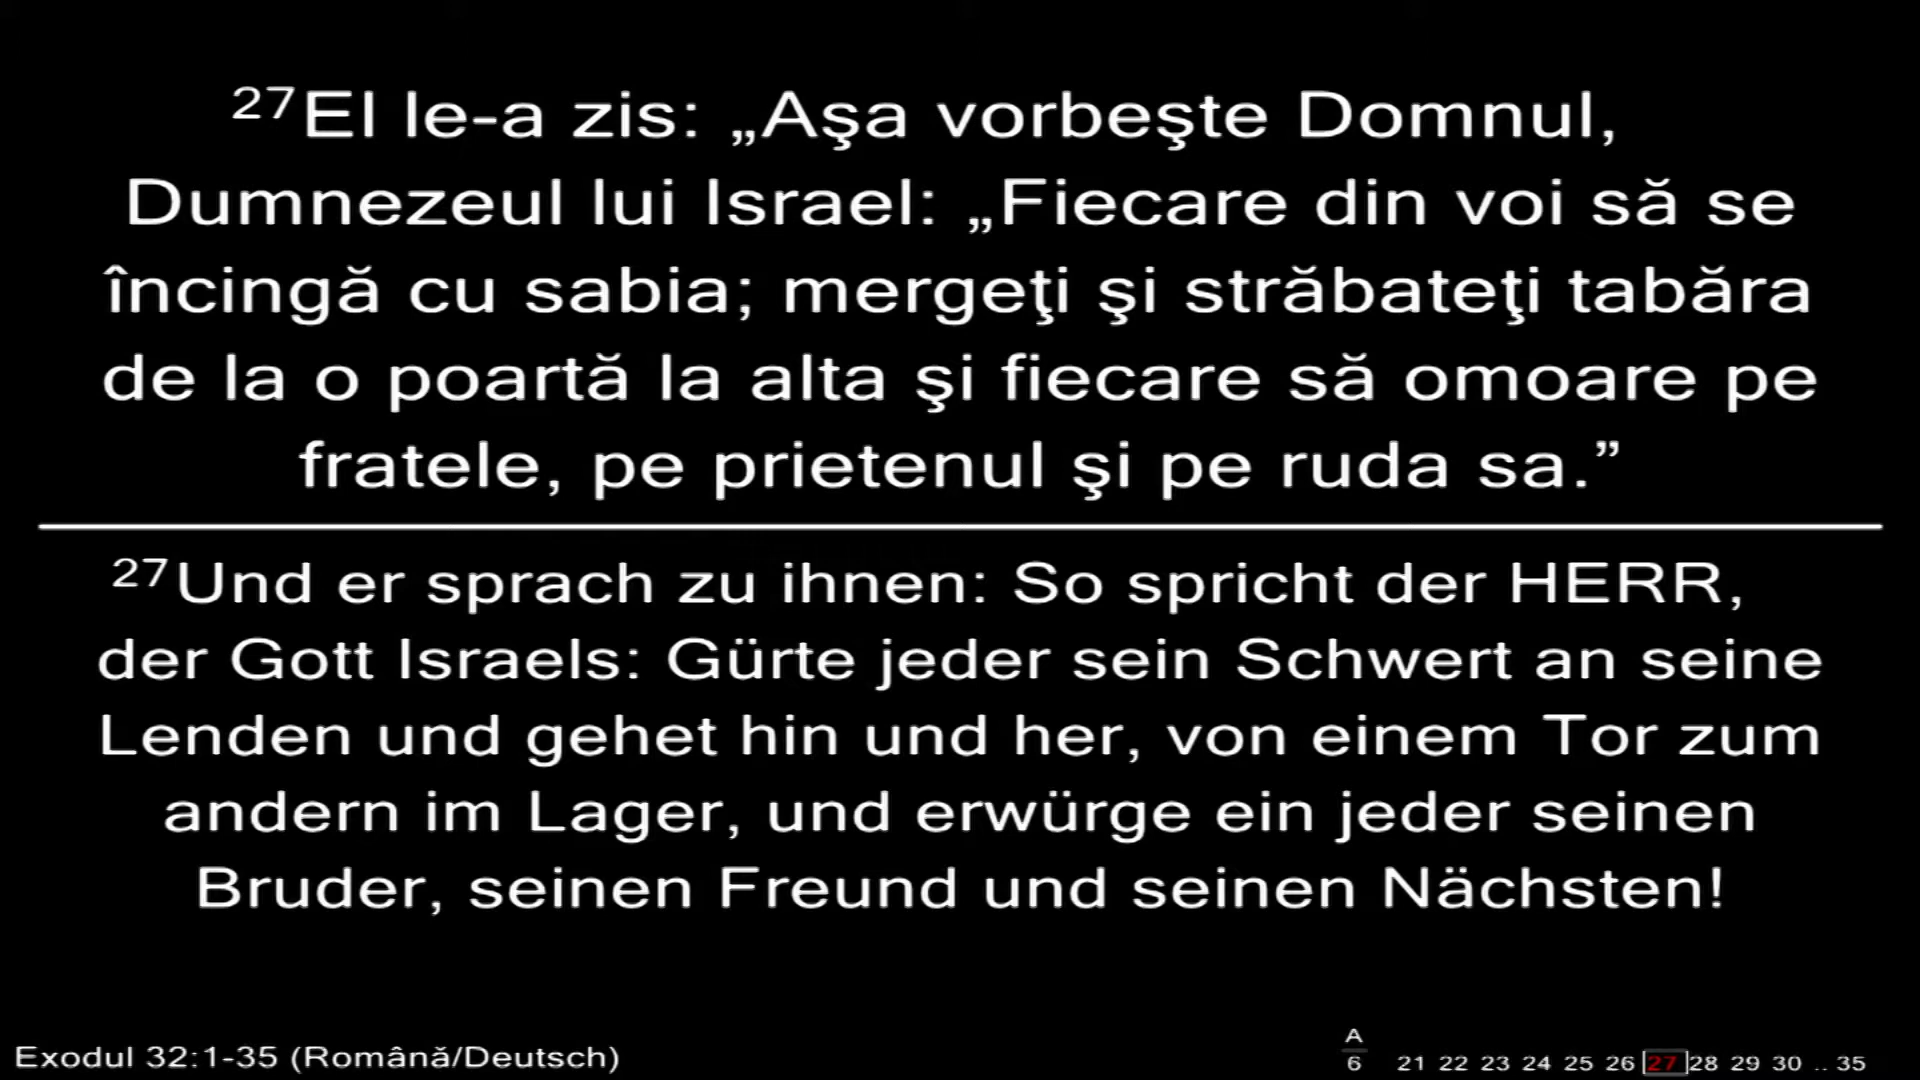 27El le-a zis: „Aşa vorbeşte Domnul,
Dumnezeul lui Israel: „Fiecare din voi să se
încingă cu sabia; mergeţi şi străbateţi tabăra
de la o poartă la alta şi fiecare să omoare pe
fratele, pe prietenul şi pe ruda sa.”
27Und er sprach zu ihnen: So spricht der HERR,
der Gott Israels: Gürte jeder sein Schwert an seine
Lenden und gehet hin und her, von einem Tor zum
andern im Lager, und erwürge ein jeder seinen
Bruder, seinen Freund und seinen Nächsten!
Exodul 32:1-35 (Română/Deutsch)
A
6
21 22 23 24 25 26 27 28 29 30 .. 35